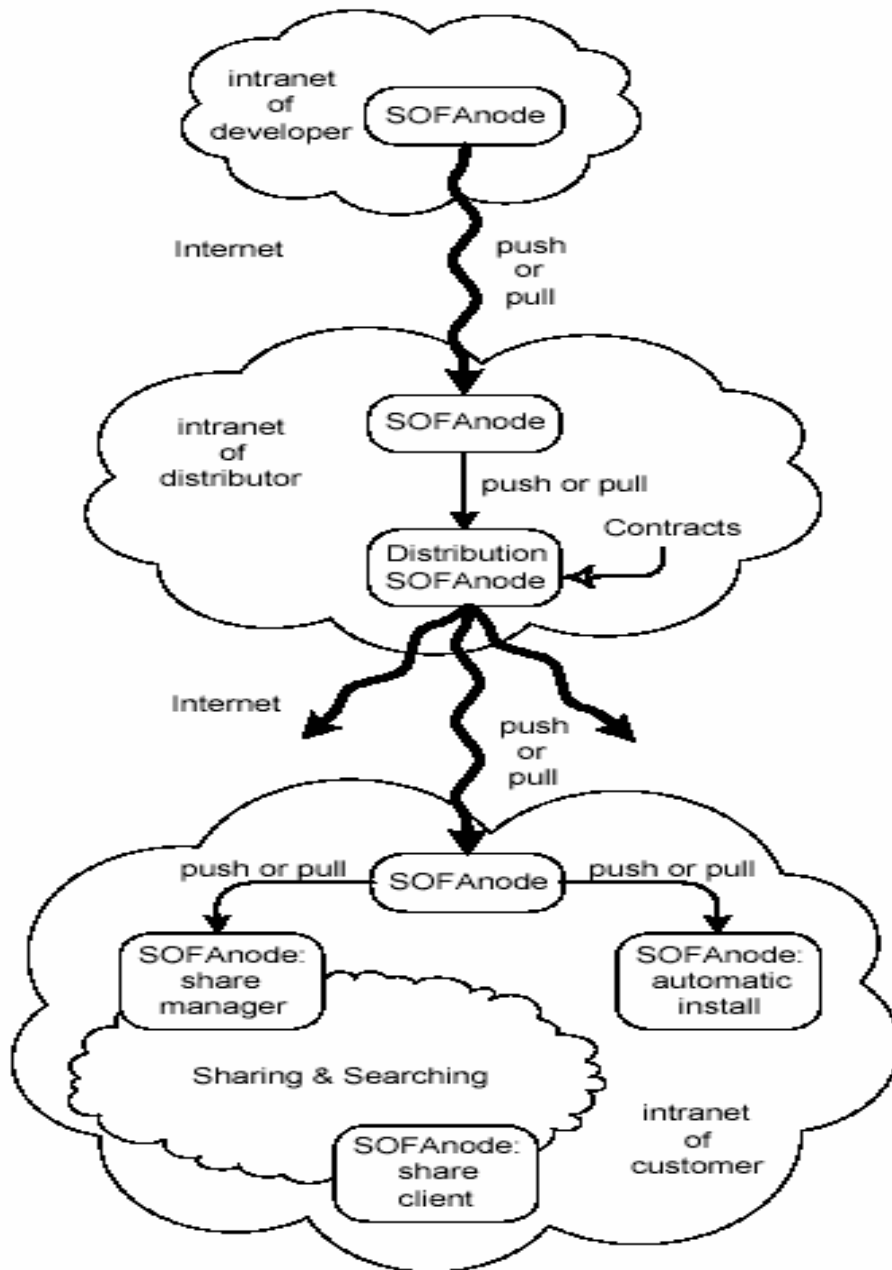 intranet
of
developer
SOFAnode
Internet
push
or
pull
intranet
of
distributor
SOFAnode
push or pull
Contracts
Distribution
SOFAnode
Internet
push
or
pull
push or pull
SOFAnode
push or pull
SOFAnode:
share
manager
SOFAnode:
automatic
install
Sharing & Searching
SOFAnode:
share
client
intranet
of
customer